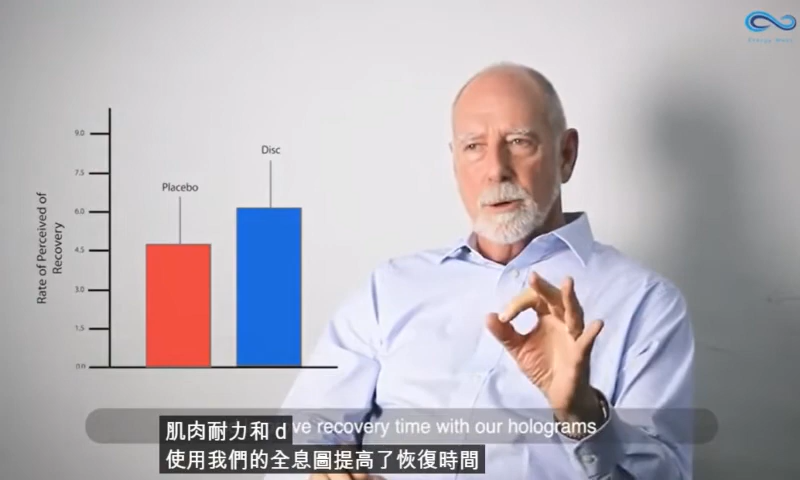 Energy Wave
Rate of Perceived of
Recovery
9.0
7.5
6.0
4.5
3.0
1.5
0.0
Placebo
Disc
ve recovery time with our holograms
肌肉耐力和 d
使用我們的全息圖提高了恢復時間